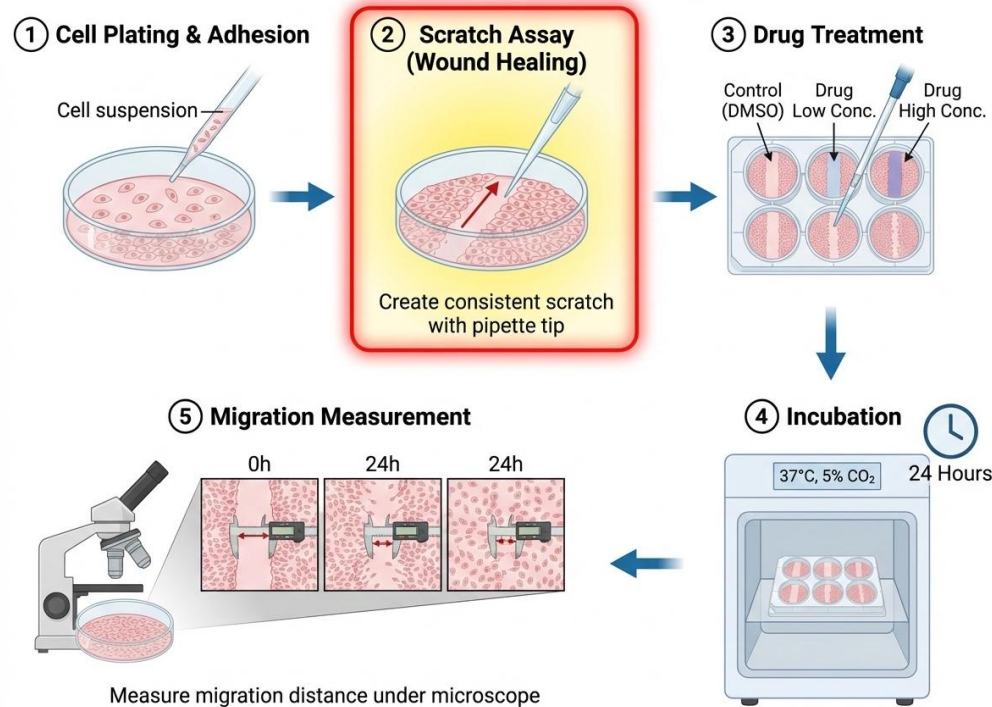 1 Cell Plating & Adhesion
Cell suspension
2 Scratch Assay
(Wound Healing)
Create consistent scratch
with pipette tip
3 Drug Treatment
Control
(DMSO)
Drug
Low Conc.
Drug
High Conc.
4 Incubation
24 Hours
37°C, 5% CO₂
5 Migration Measurement
0h
24h
24h
Measure migration distance under microscope